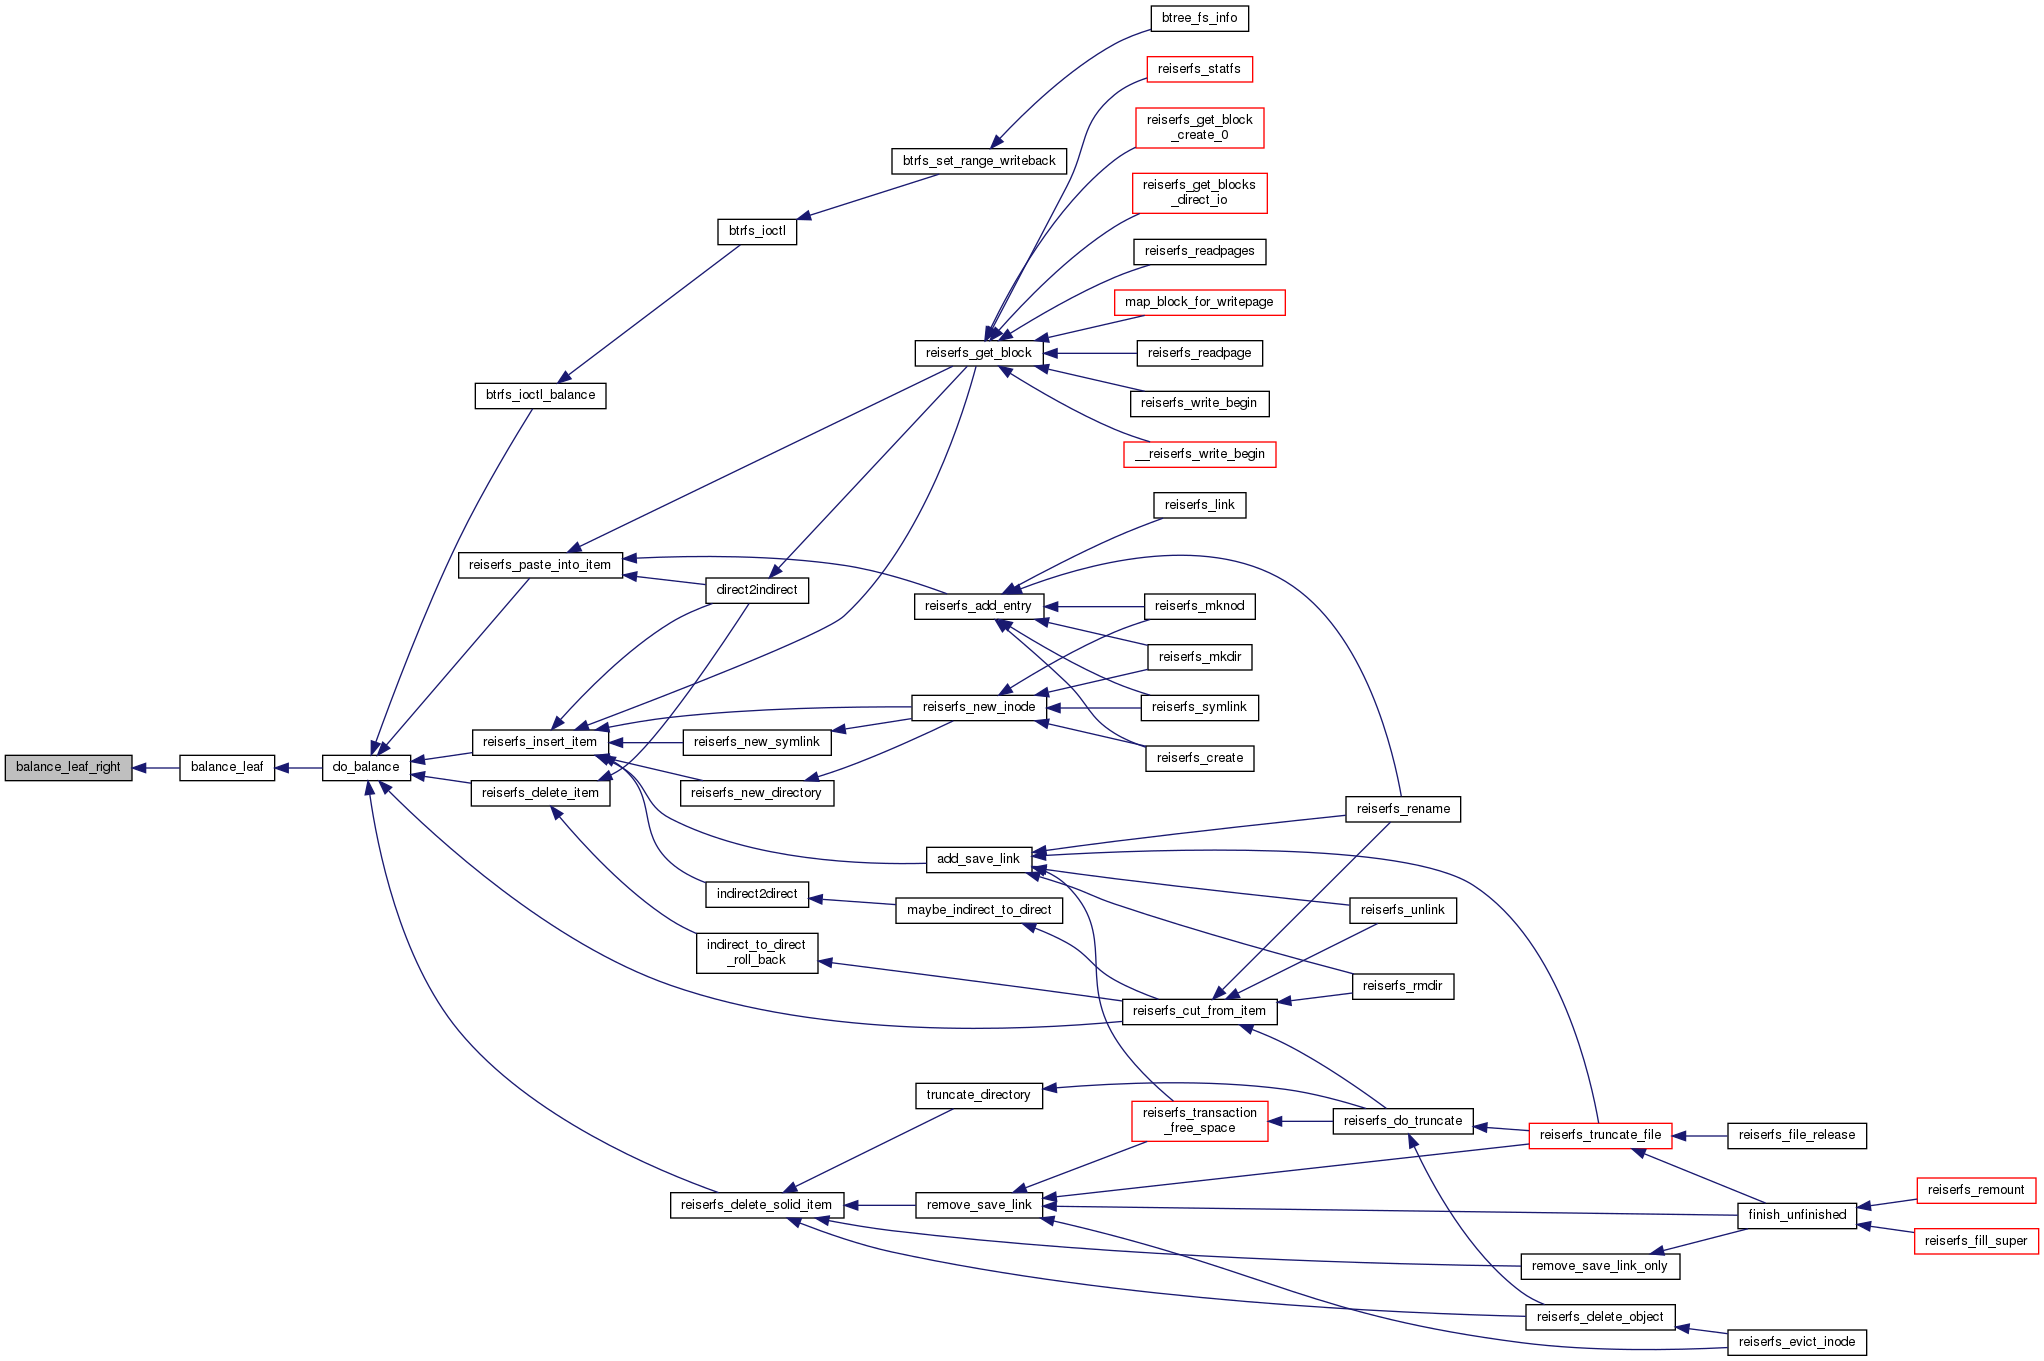 btree_fs_info
reiserfs_statfs
reiserfs_get_block
_create_0
btrfs_set_range_writeback
reiserfs_get_blocks
_direct_io
btrfs_ioctl
reiserfs_readpages
map_block_for_writepage
reiserfs_get_block
reiserfs_readpage
btrfs_ioctl_balance
reiserfs_write_begin
__reiserfs_write_begin
reiserfs_link
reiserfs_paste_into_item
direct2indirect
reiserfs_add_entry
reiserfs_mknod
reiserfs_mkdir
reiserfs_new_inode
reiserfs_symlink
reiserfs_insert_item
reiserfs_new_symlink
reiserfs_create
balance_leaf_right
balance_leaf
do_balance
reiserfs_delete_item
reiserfs_new_directory
reiserfs_rename
add_save_link
indirect2direct
maybe_indirect_to_direct
reiserfs_unlink
indirect_to_direct
_roll_back
reiserfs_rmdir
reiserfs_cut_from_item
truncate_directory
reiserfs_transaction
_free_space
reiserfs_do_truncate
reiserfs_truncate_file
reiserfs_file_release
reiserfs_remount
reiserfs_delete_solid_item
remove_save_link
finish_unfinished
reiserfs_fill_super
remove_save_link_only
reiserfs_delete_object
reiserfs_evict_inode